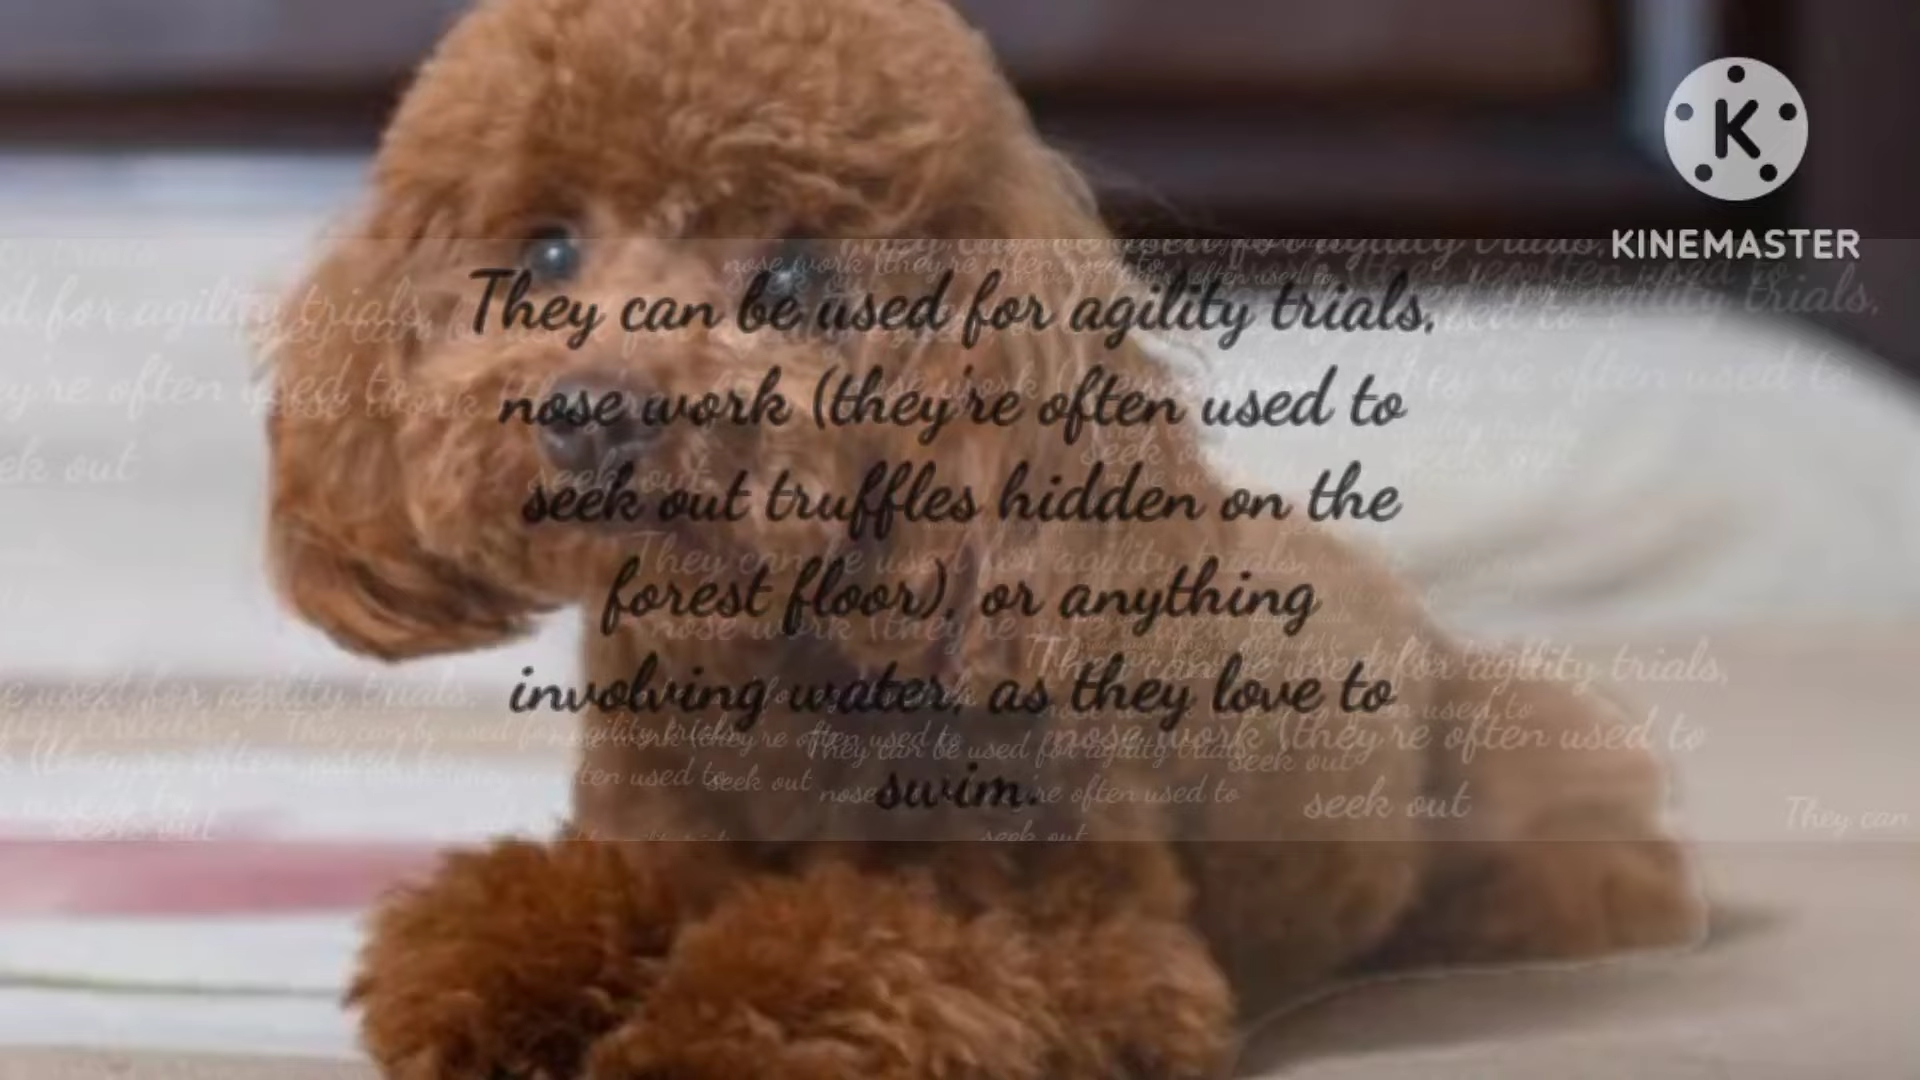 K
KINEMASTER
They can be used for agility trials,
nose work (they're often used to
seek out truffles hidden on the
forest floor), or anything
involving water, as they love to
swim.